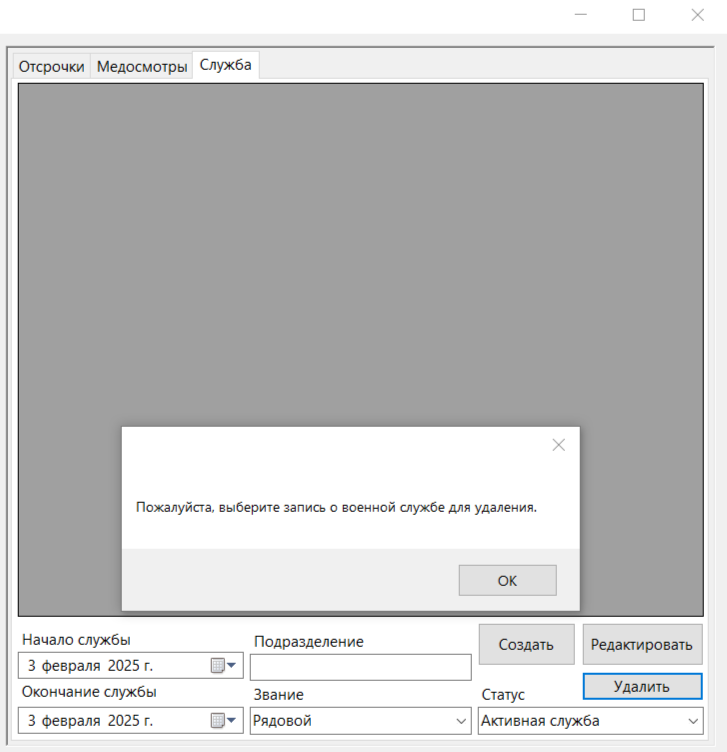 Отсрочки Медосмотры Служба
Пожалуйста, выберите запись о военной службе для удаления.
ОК
Начало службы
Подразделение
Создать
Редактировать
3 февраля 2025 г.
Окончание службы
Звание
Статус
Удалить
3 февраля 2025 г.
Рядовой
Активная служба